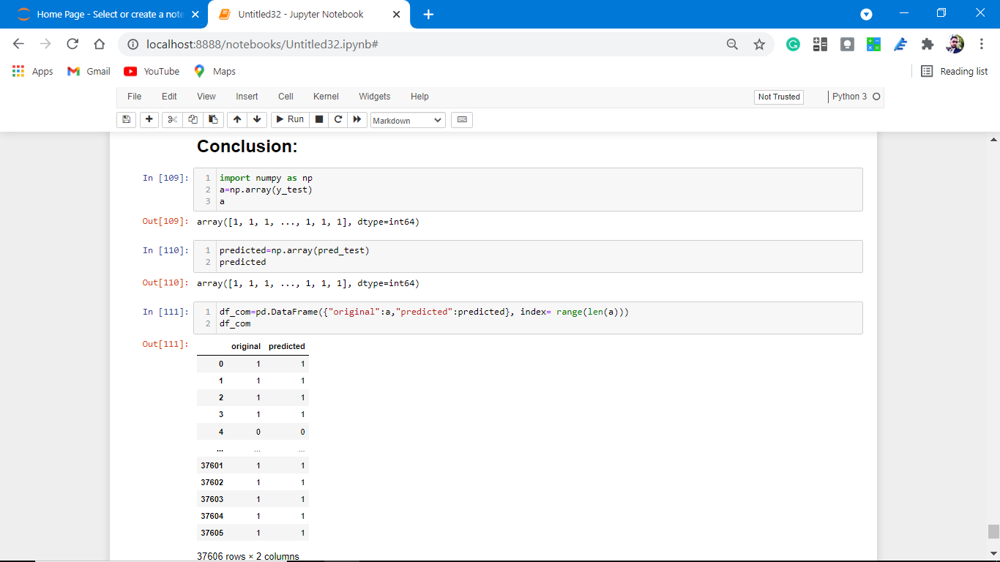 Home Page - Select or create a note
Untitled32 - Jupyter Notebook
localhost:8888/notebooks/Untitled32.ipynb#
Apps
Gmail
YouTube
Maps
Reading list
File Edit View Insert Cell Kernel Widgets Help
Not Trusted
Python 3
Run
Markdown
Conclusion:
In [109]:
1 import numpy as np
2 a=np.array(y_test)
3 a
Out[109]: array([1, 1, 1, ..., 1, 1, 1], dtype=int64)
In [110]:
1 predicted=np.array(pred_test)
2 predicted
Out[110]: array([1, 1, 1, ..., 1, 1, 1], dtype=int64)
In [111]:
1 df_com=pd.DataFrame({"original":a,"predicted":predicted}, index= range(len(a)))
2 df_com
Out[111]:
original predicted
0 1 1
1 1 1
2 1 1
3 1 1
4 0 0
... ... ...
37601 1 1
37602 1 1
37603 1 1
37604 1 1
37605 1 1
37606 rows × 2 columns